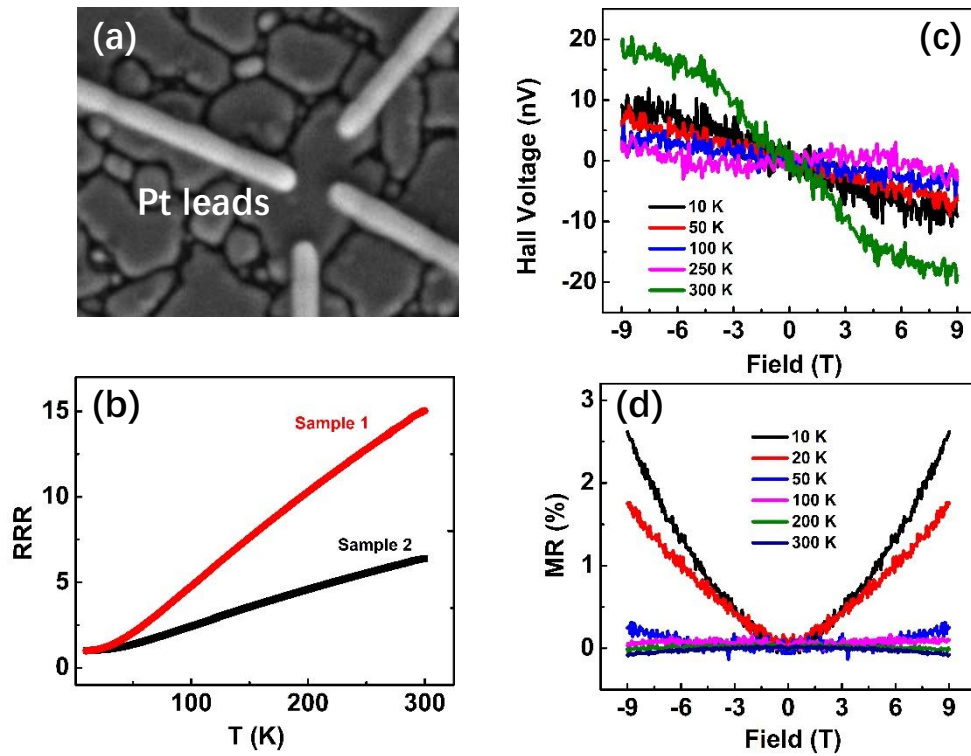 (a)
Pt leads
(b)
15
10
5
0
RRR
Sample 1
Sample 2
100
200
300
T (K)
(c)
20
10
0
-10
-20
Hall Voltage (nV)
10 K
50 K
100 K
250 K
300 K
-9 -6 -3 0 3 6 9
Field (T)
(d)
3
2
1
0
MR (%)
10 K
20 K
50 K
100 K
200 K
300 K
-9 -6 -3 0 3 6 9
Field (T)